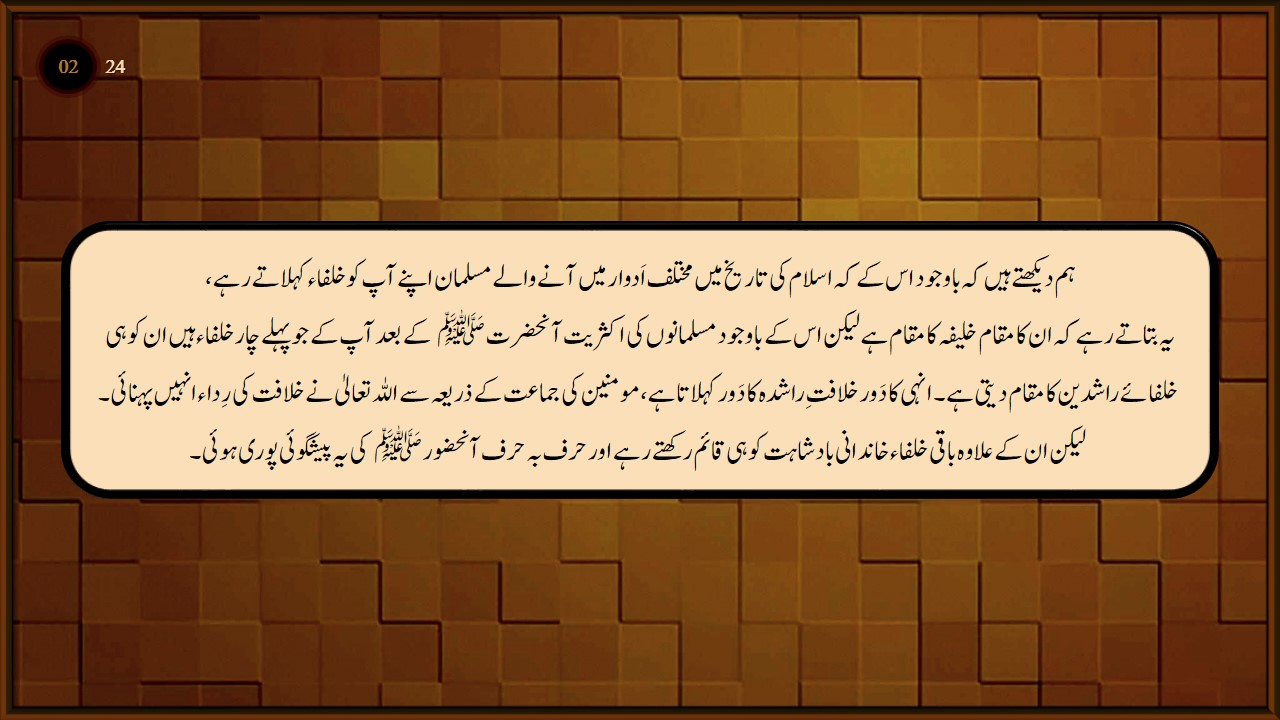 02 24
ہم دیکھتے ہیں کہ باوجود اس کے کہ اسلام کی تاریخ میں مختلف اَدوار میں آنے والے مسلمان اپنے آپ کو خلفاء کہلاتے رہے،
یہ بتاتے رہے کہ ان کا مقام خلیفہ کا مقام ہے لیکن اس کے باوجود مسلمانوں کی اکثریت آنحضرت ﷺ کے بعد آپ کے جو پہلے چار خلفاء ہیں ان کو ہی
خلفائے راشدین کا مقام دیتی ہے۔ انہی کا دَور خلافتِ راشدہ کا دَور کہلاتا ہے، مومنین کی جماعت کے ذریعہ سے اللہ تعالیٰ نے خلافت کی رِداء انہیں پہنائی۔
لیکن ان کے علاوہ باقی خلفاء خاندانی بادشاہت کو ہی قائم رکھتے رہے اور حرف بہ حرف آنحضور ﷺ کی یہ پیشگوئی پوری ہوئی۔